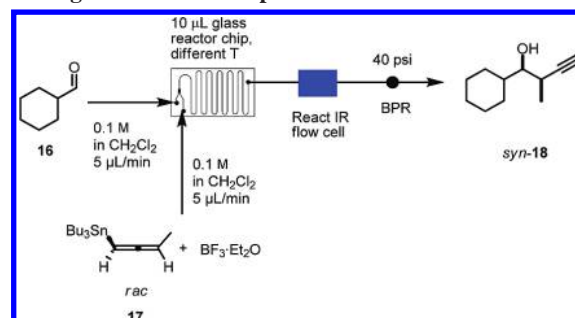 10 µL glass
reactor chip,
different T
O
16
0.1 M
in CH2Cl2
5 µL/min
0.1 M
in CH2Cl2
5 µL/min
React IR
flow cell
40 psi
BPR
OH
syn-18
Bu3Sn
H
H
+ BF3·Et2O
rac
17